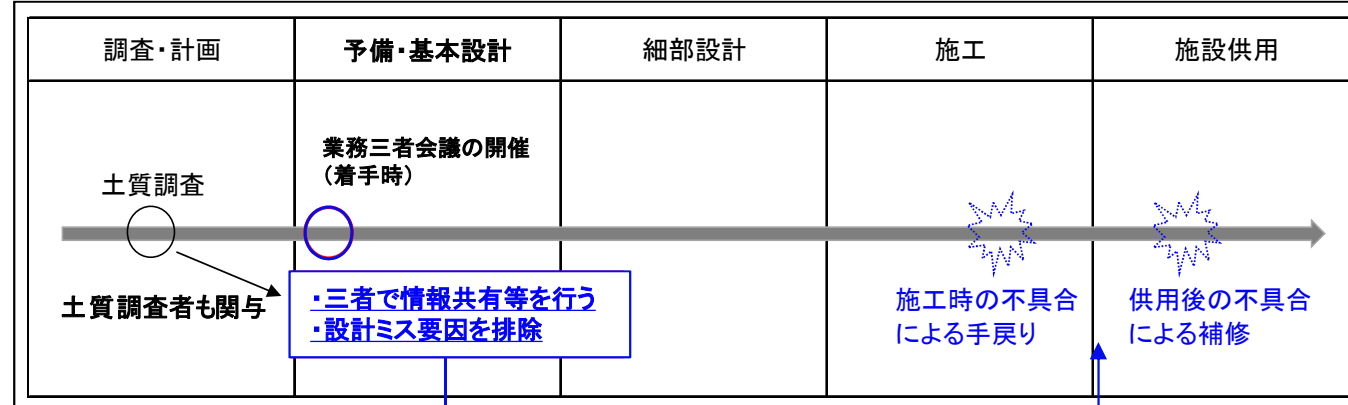 調査・計画
予備・基本設計
細部設計
施工
施設供用
業務三者会議の開催
（着手時）
土質調査
土質調査者も関与
・三者で情報共有等を行う
・設計ミス要因を排除
施工時の不具合
による手戻り
供用後の不具合
による補修